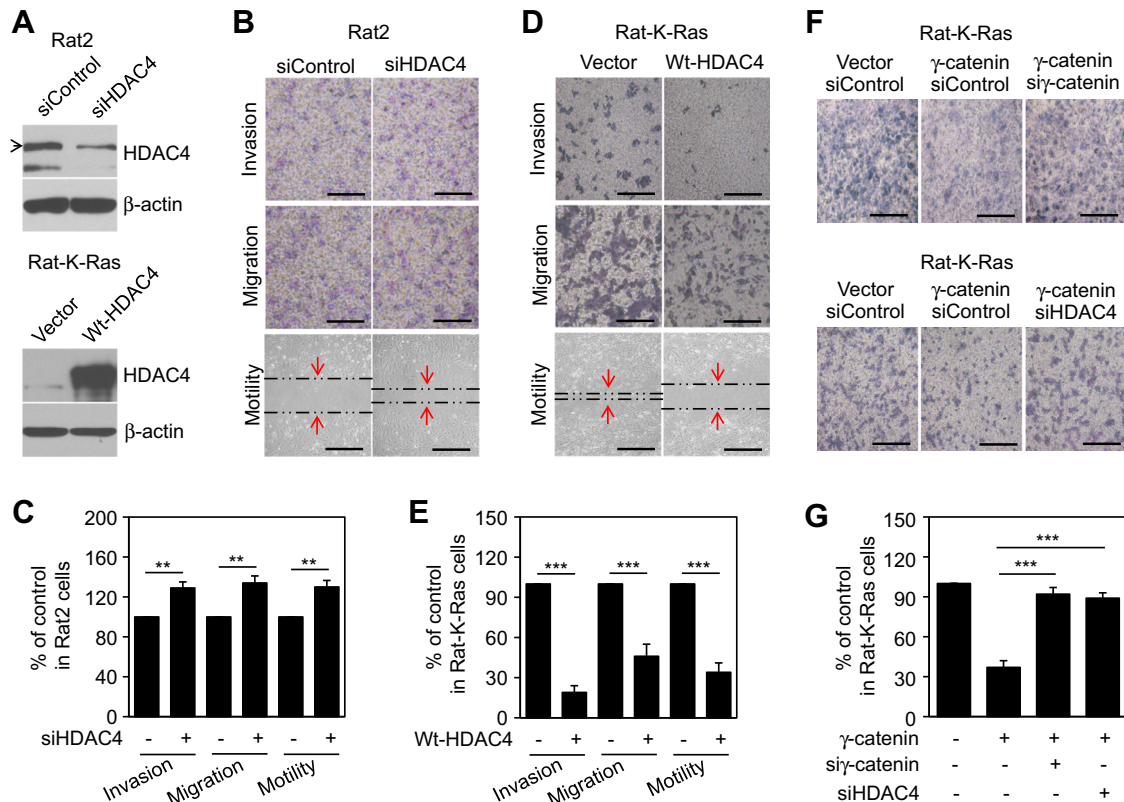 A
Rat2
siControl
siHDAC4
HDAC4
β-actin
Rat-K-Ras
Vector
Wt-HDAC4
HDAC4
β-actin
B
Rat2
siControl siHDAC4
Invasion
Migration
Motility
D
Rat-K-Ras
Vector Wt-HDAC4
Invasion
Migration
Motility
F
Rat-K-Ras
Vector γ-catenin γ-catenin
siControl siControl siγ-catenin
Rat-K-Ras
Vector γ-catenin γ-catenin
siControl siControl siHDAC4
C
% of control
in Rat2 cells
200
160
120
80
40
0
** ** **
siHDAC4 - + - + - +
Invasion Migration Motility
E
% of control
in Rat-K-Ras cells
150
120
90
60
30
0
*** *** ***
Wt-HDAC4 - + - + - +
Invasion Migration Motility
G
% of control
in Rat-K-Ras cells
150
120
90
60
30
0
***
***
γ-catenin - + + +
siγ-catenin - - + -
siHDAC4 - - - +